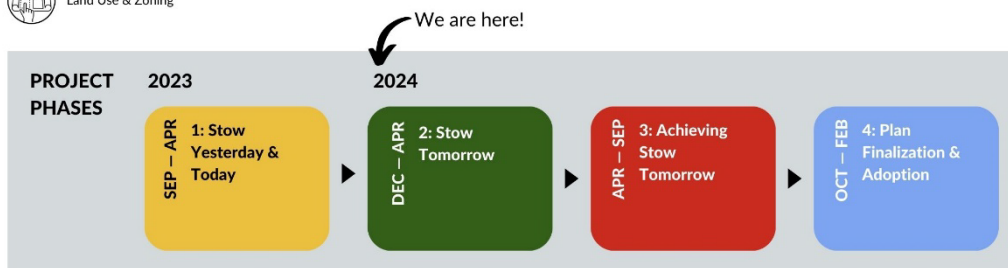 Land Use & Zoning
We are here!
PROJECT
PHASES
2023
2024
SEP – APR
1: Stow
Yesterday &
Today
DEC – APR
2: Stow
Tomorrow
APR – SEP
3: Achieving
Stow
Tomorrow
OCT – FEB
4: Plan
Finalization &
Adoption